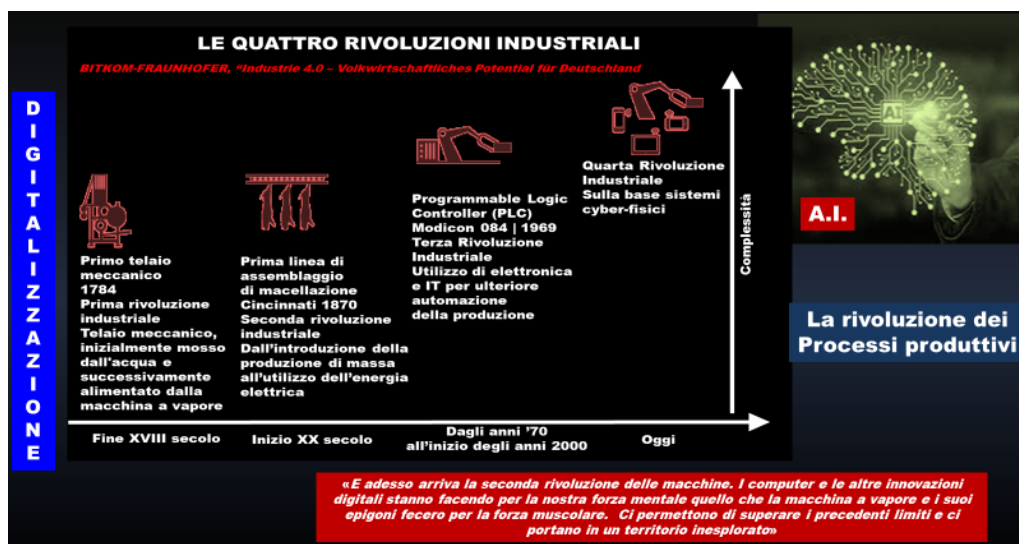 LE QUATTRO RIVOLUZIONI INDUSTRIALI
BITKOM-FRAUNHOFER, “Industrie 4.0 – Volkwirtschaftliches Potential für Deutschland
DIGITALIZZAZIONE
Primo telaio
meccanico
1784
Prima rivoluzione
industriale
Telaio meccanico,
inizialmente mosso
dall'acqua e
successivamente
alimentato dalla
macchina a vapore
Prima linea di
assemblaggio
di macellazione
Cincinnati 1870
Seconda rivoluzione
industriale
Dall’introduzione della
produzione di massa
all’utilizzo dell’energia
elettrica
Programmable Logic
Controller (PLC)
Modicon 084 | 1969
Terza Rivoluzione
Industriale
Utilizzo di elettronica
e IT per ulteriore
automazione
della produzione
Quarta Rivoluzione
Industriale
Sulla base sistemi
cyber-fisici
Complessità
Fine XVIII secolo
Inizio XX secolo
Dagli anni ’70
all’inizio degli anni 2000
Oggi
AI
A.I.
La rivoluzione dei
Processi produttivi
«E adesso arriva la seconda rivoluzione delle macchine. I computer e le altre innovazioni
digitali stanno facendo per la nostra forza mentale quello che la macchina a vapore e i suoi
epigoni fecero per la forza muscolare. Ci permettono di superare i precedenti limiti e ci
portano in un territorio inesplorato»